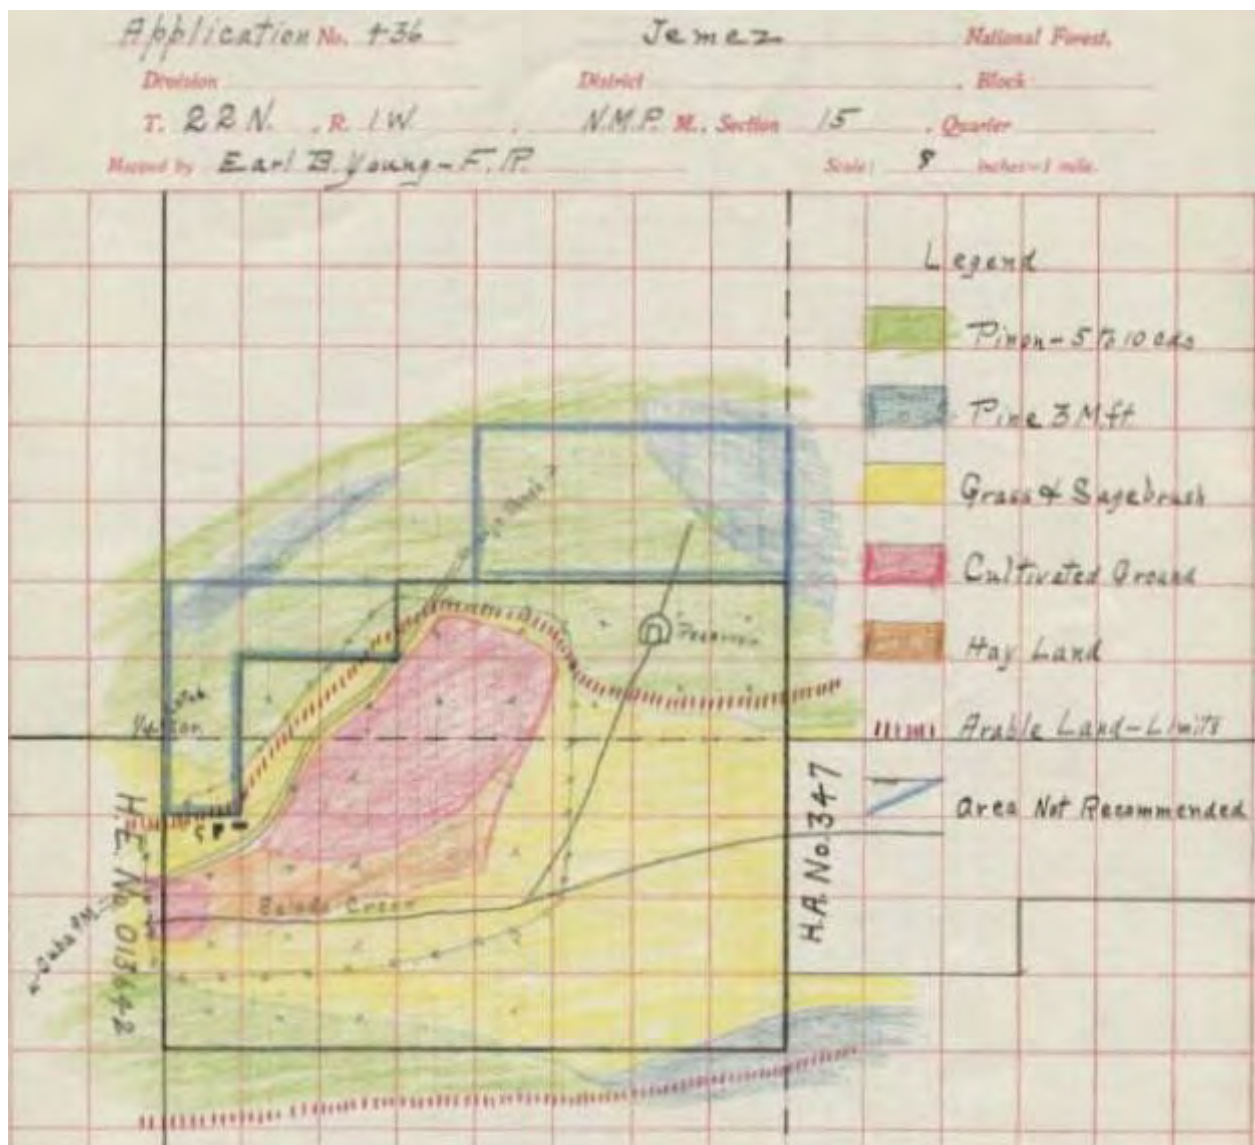 Application No. 436 Jemez National Forest,
Division District , Block
T. 22 N. , R. 1 W. , N.M.P. M., Section 15 , Quarter
Mapped by Earl B. Young - F. R. Scale: 8 inches=1 mile.
Legend
Pinon - 5 to 10 cds
Pine 3 M ft
Grass & Sagebrush
Cultivated Ground
Hay Land
Arable Land - Limits
Area Not Recommended
H.A. No. 347
H.E. No. 013642
Creek
Cuba